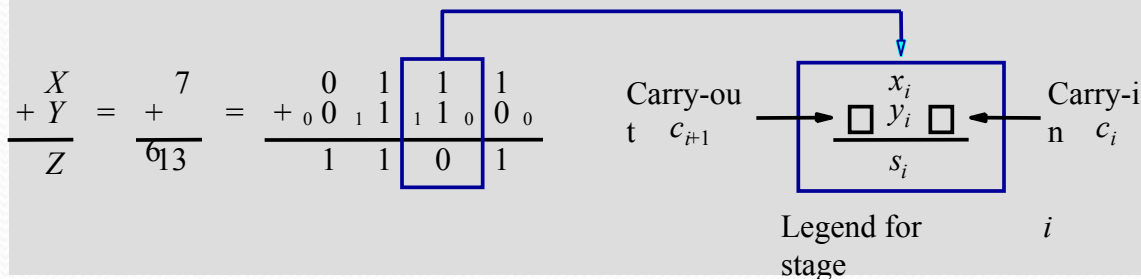 X 7 0 1 1 1
+ Y = + = + 0 0 1 1 1 1 0 0 0
6
Z 13 1 1 0 1
Carry-ou
t c_{i+1}
x_i
y_i
s_i
Carry-i
n c_i
Legend for i
stage